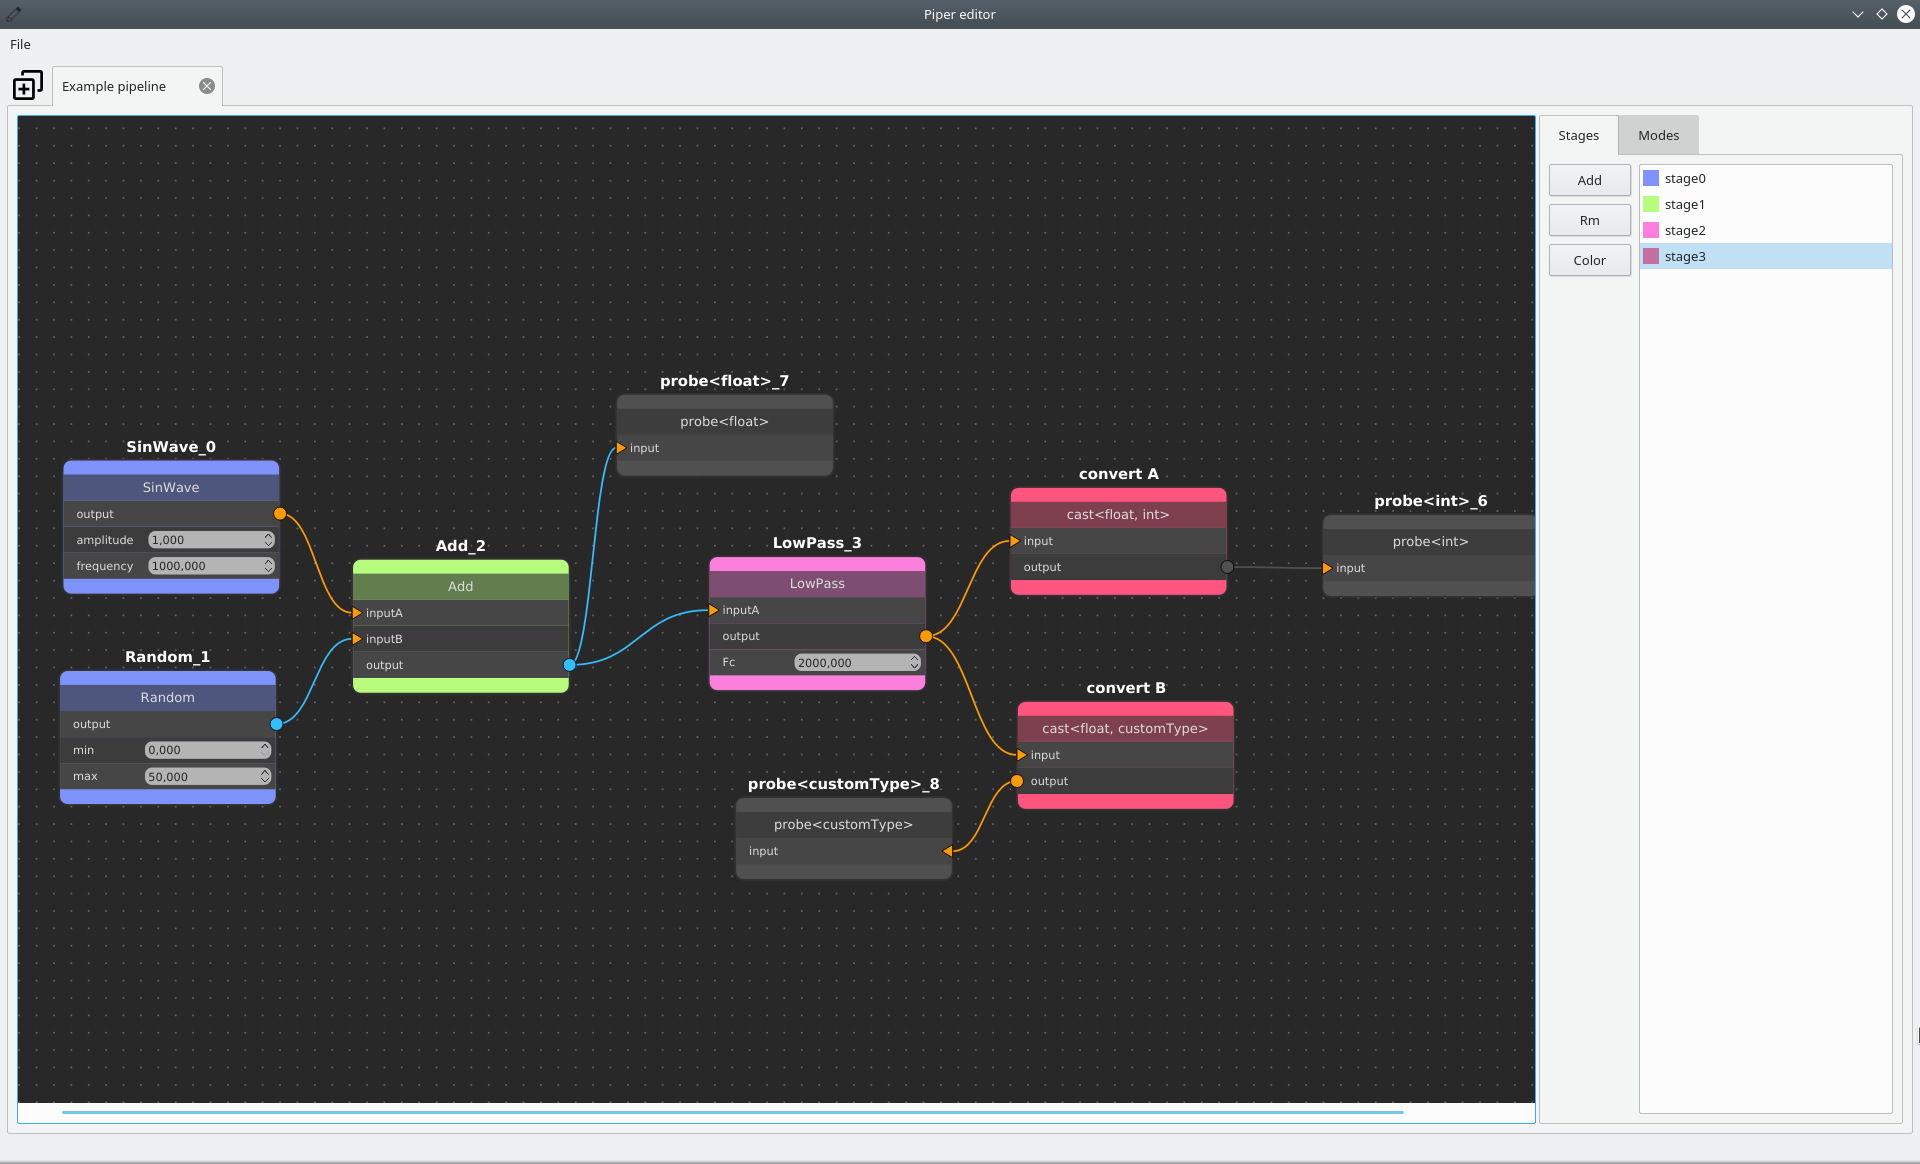 Piper editor
File
Example pipeline
Stages
Modes
Add
Rm
Color
stage0
stage1
stage2
stage3
SinWave_0
SinWave
output
amplitude 1,000
frequency 1000,000
Random_1
Random
output
min 0,000
max 50,000
Add_2
Add
inputA
inputB
output
probe<float>_7
probe<float>
input
LowPass_3
LowPass
inputA
output
Fc 2000,000
probe<customType>_8
probe<customType>
input
convert A
cast<float, int>
input
output
convert B
cast<float, customType>
input
output
probe<int>_6
probe<int>
input